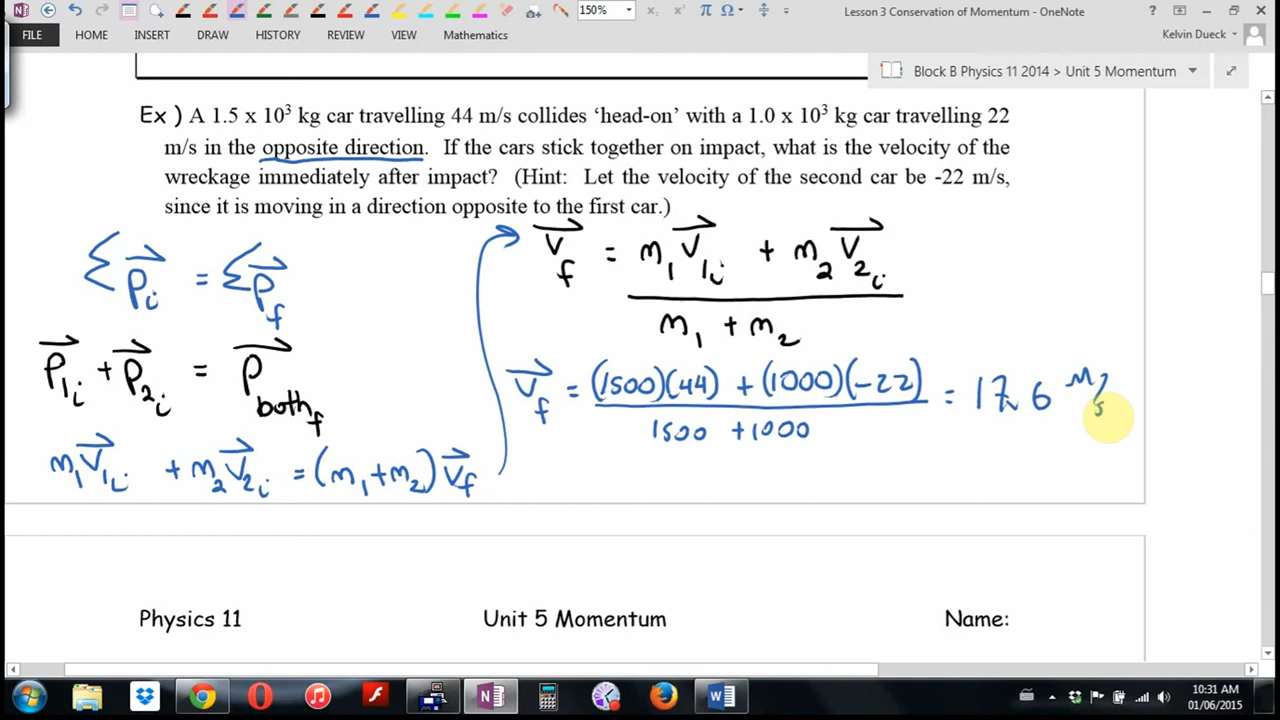 150%
Lesson 3 Conservation of Momentum - OneNote
FILE HOME INSERT DRAW HISTORY REVIEW VIEW Mathematics
Kelvin Dueck
Block B Physics 11 2014 > Unit 5 Momentum
Ex ) A 1.5 x 10³ kg car travelling 44 m/s collides ‘head-on’ with a 1.0 x 10³ kg car travelling 22
m/s in the opposite direction. If the cars stick together on impact, what is the velocity of the
wreckage immediately after impact? (Hint: Let the velocity of the second car be -22 m/s,
since it is moving in a direction opposite to the first car.)
Σp⃗i = Σp⃗f
p⃗1i + p⃗2i = p⃗both f
m1v⃗1i + m2v⃗2i = (m1+m2)v⃗f
v⃗f = m1v⃗1i + m2v⃗2i
m1 + m2
v⃗f = (1500)(44) + (1000)(-22) = 17.6 m/s
1500 + 1000
Physics 11 Unit 5 Momentum Name:
10:31 AM
01/06/2015